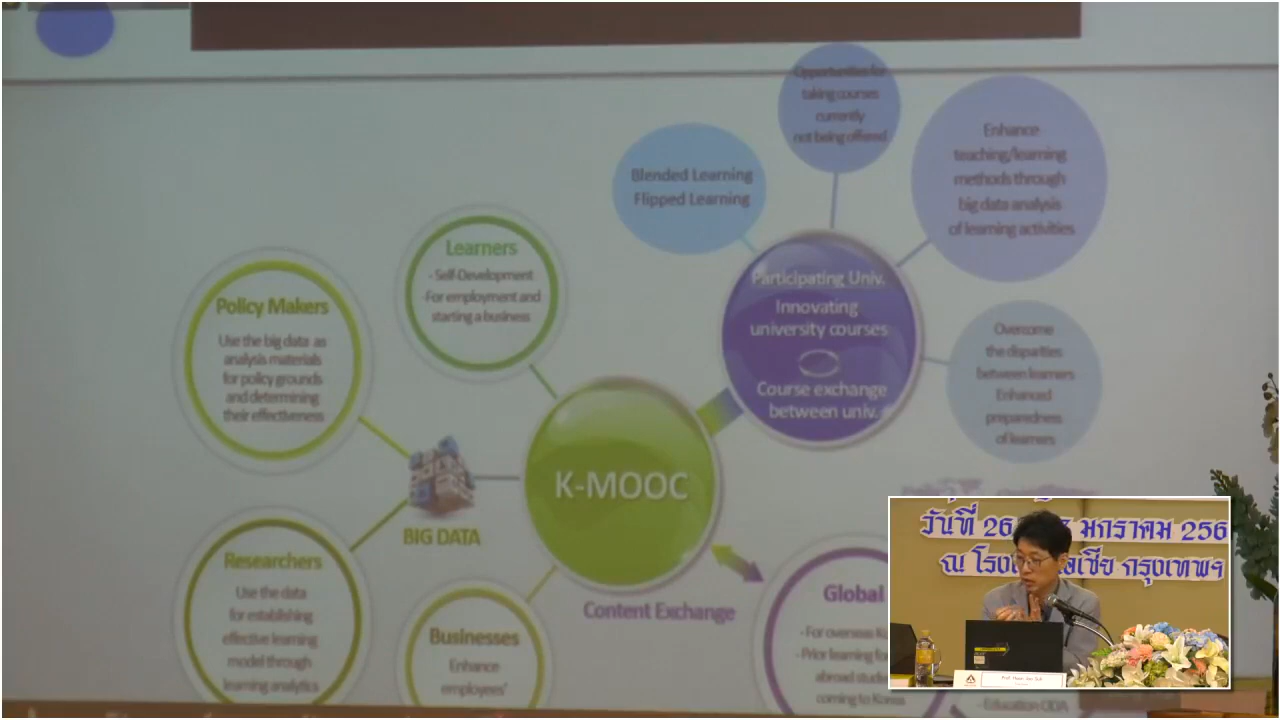 Opportunities for
taking courses
currently
not being offered
Enhance
teaching/learning
methods through
big data analysis
of learning activities
Blended Learning
Flipped Learning
Learners
- Self-Development
-For employment and
starting a business
Participating Univ.
Innovating
university courses
Course exchange
between univ.
Policy Makers
Use the big data as
analysis materials
for policy grounds
and determining
their effectiveness
Overcome
the disparities
between learners
Enhanced
preparedness
of learners
K-MOOC
BIG DATA
Researchers
Use the data
for establishing
effective learning
model through
learning analytics
Businesses
Enhance
employees'
Content Exchange
Global
- For overseas
- Prior learning
abroad
coming to Korea
- Education ODA
วันที่ 26 มกราคม 256
ณ กรุงเทพฯ